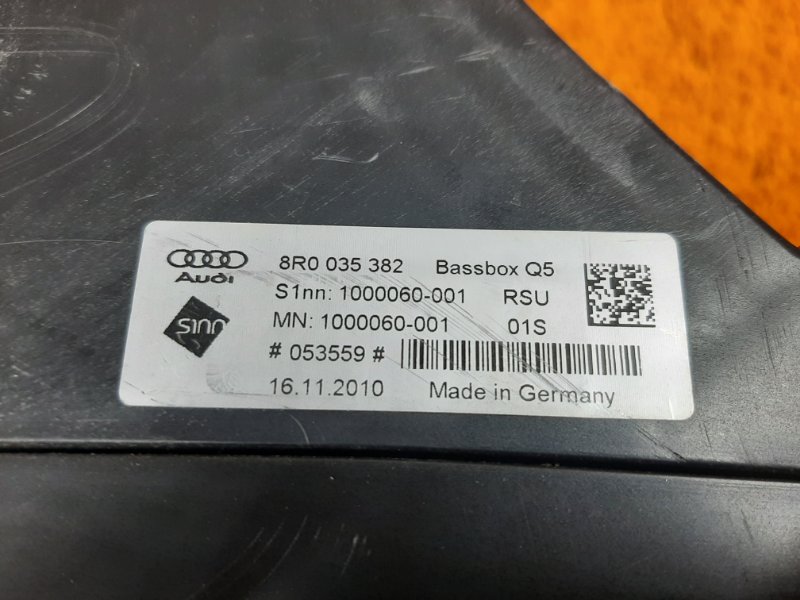 8R0 035 382 Bassbox Q5
Audi
S1nn: 1000060-001 RSU
s1nn
MN: 1000060-001 01S
# 053559 #
16.11.2010 Made in Germany